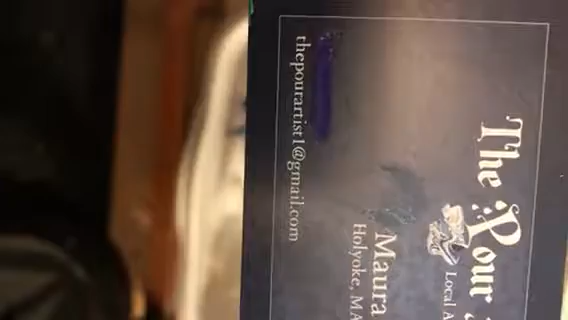 The Pour
Local A
Maura
Holyoke, MA
thepourartist1@gmail.com